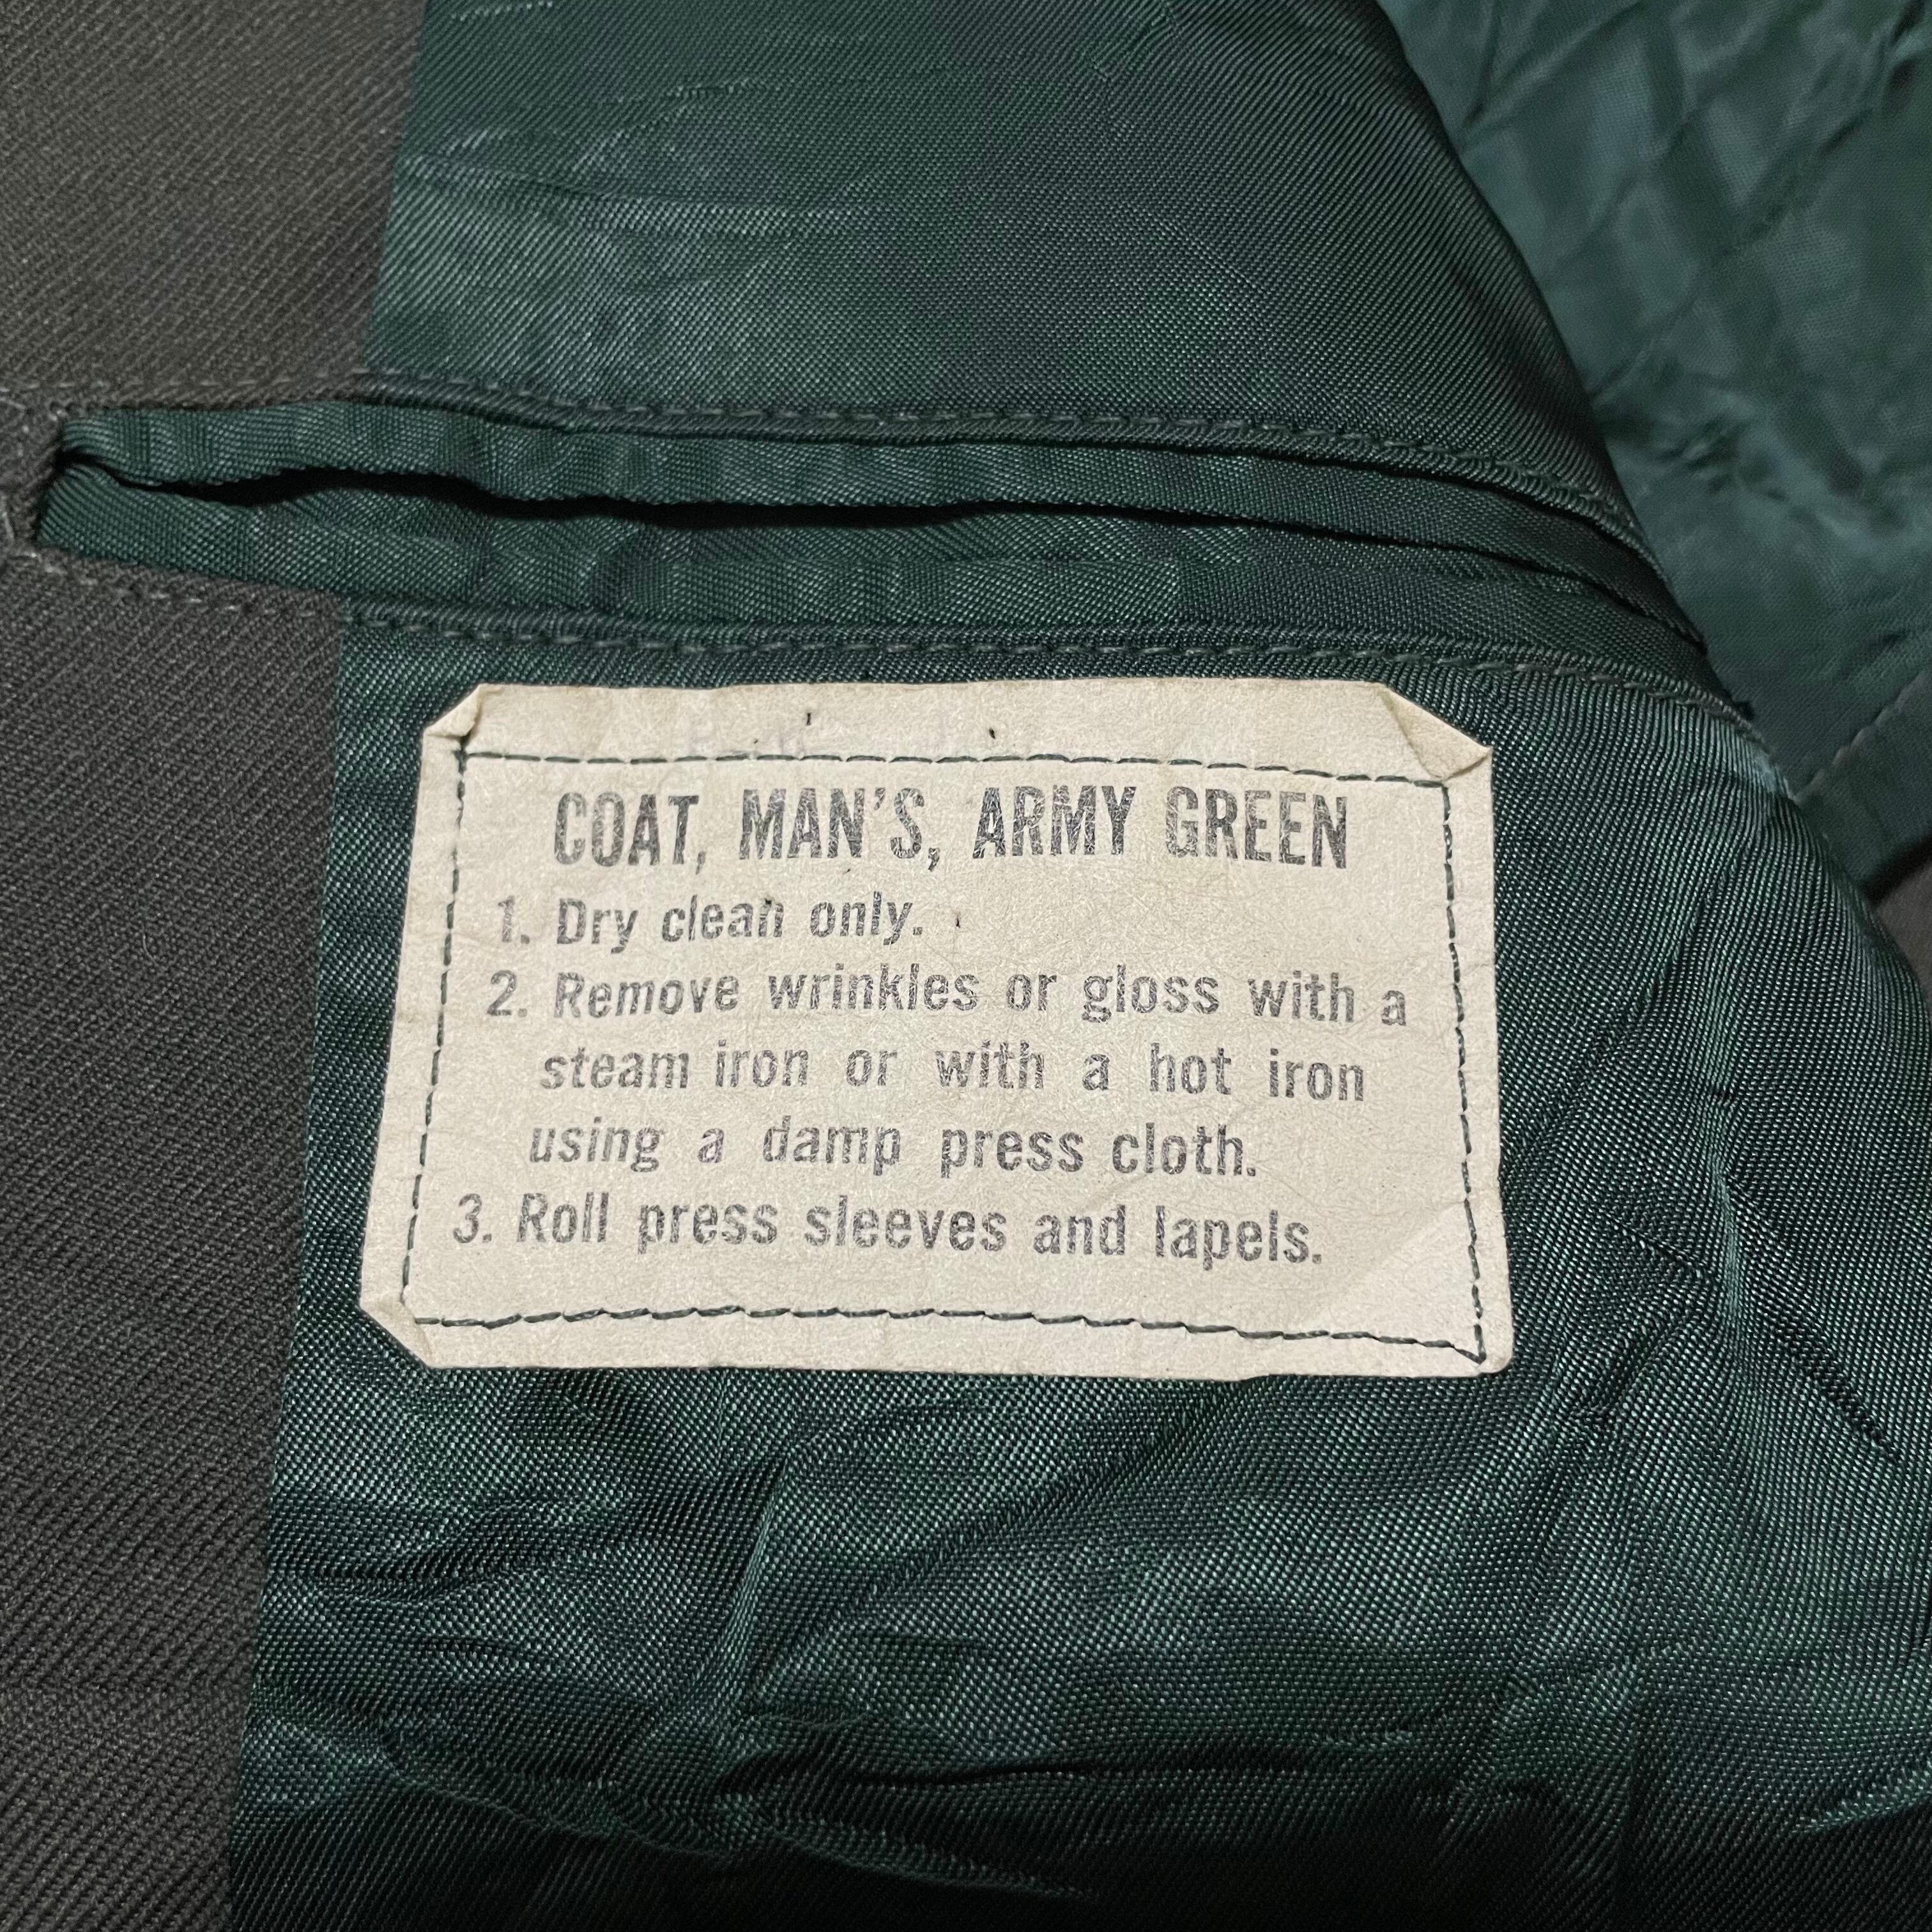 COAT, MAN'S, ARMY GREEN
1. Dry clean only.
2. Remove wrinkles or gloss with a
steam iron or with a hot iron
using a damp press cloth.
3. Roll press sleeves and lapels.